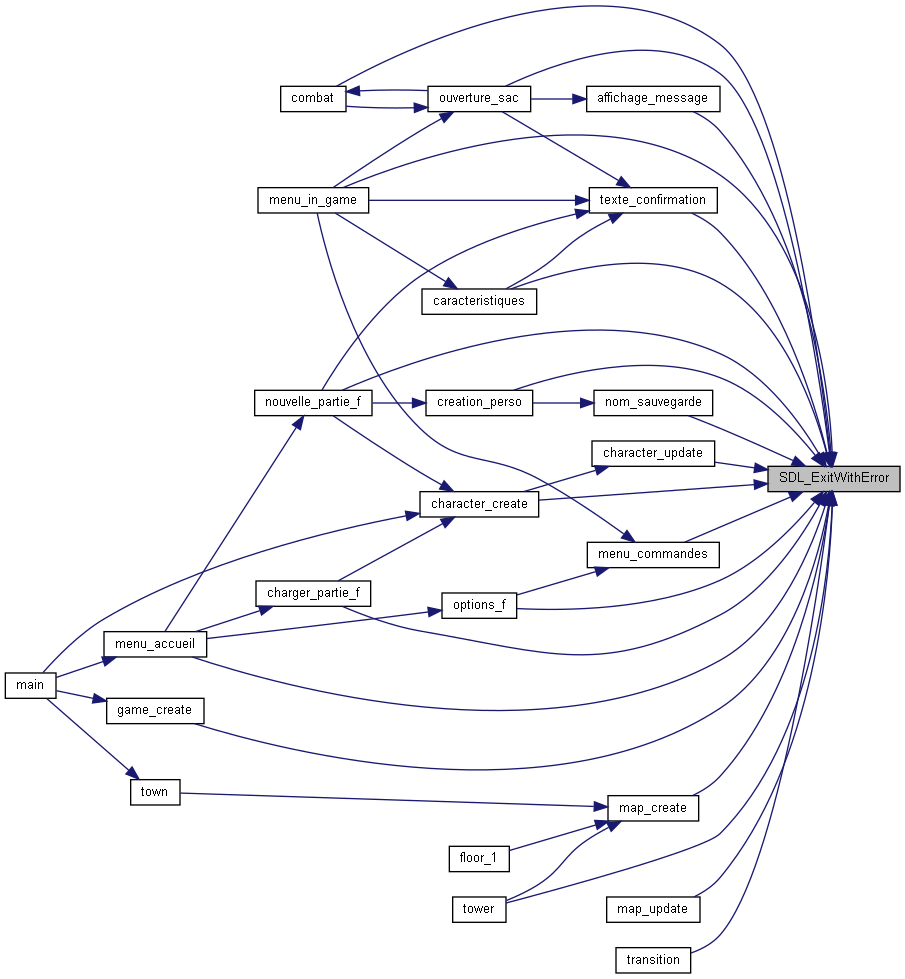 combat
ouverture_sac
affichage_message
menu_in_game
texte_confirmation
caracteristiques
nouvelle_partie_f
creation_perso
nom_sauvegarde
character_update
SDL_ExitWithError
character_create
menu_commandes
charger_partie_f
options_f
menu_accueil
main
game_create
town
map_create
floor_1
tower
map_update
transition